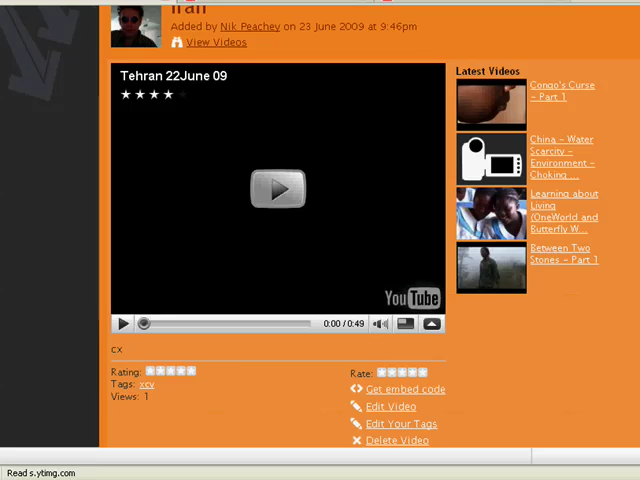 Iran
Added by Nik Peachey on 23 June 2009 at 9:46pm
View Videos
Tehran 22June 09
YouTube
0:00 / 0:49
Latest Videos
Congo's Curse
– Part 1
China – Water
Scarcity –
Environment –
Choking ...
Learning about
Living
(OneWorld and
Butterfly W...
Between Two
Stones – Part 1
cx
Rating:
Tags: xcv
Views: 1
Rate:
Get embed code
Edit Video
Edit Your Tags
Delete Video
Read s.ytimg.com